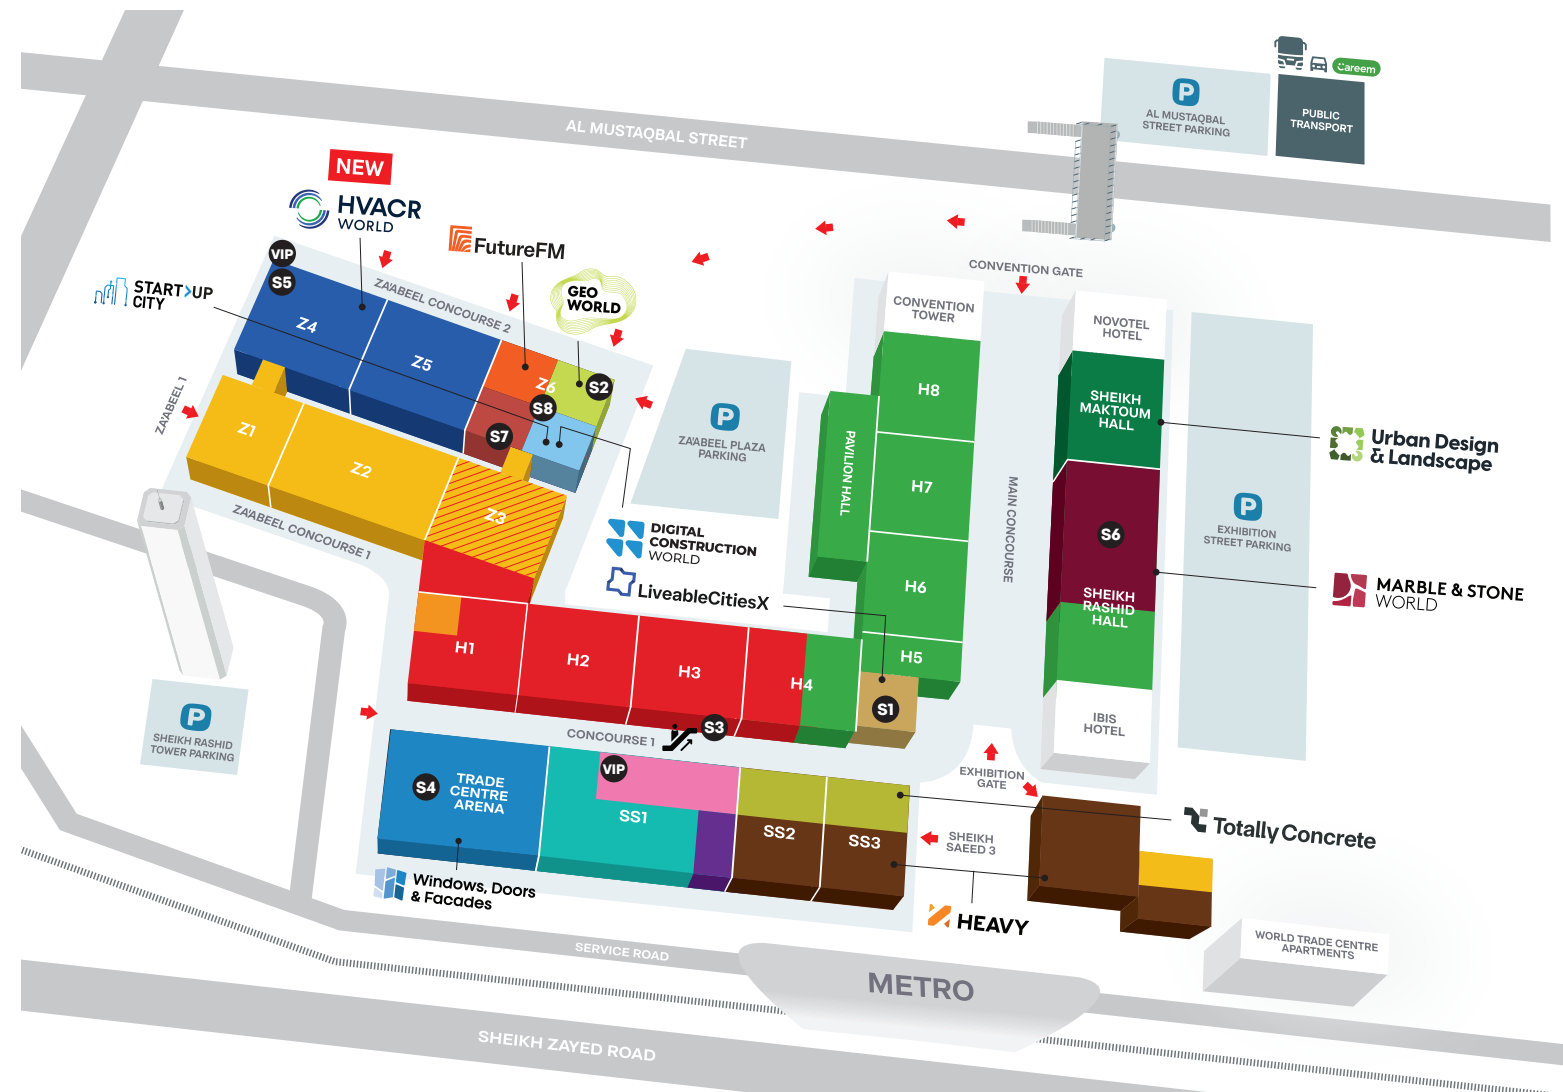 Careem
P
AL MUSTAQBAL
STREET PARKING
PUBLIC
TRANSPORT
AL MUSTAQBAL STREET
NEW
HVACR
WORLD
FutureFM
GEO
WORLD
START>UP
CITY
VIP
S5
ZA'ABEEL CONCOURSE 2
CONVENTION GATE
CONVENTION
TOWER
NOVOTEL
HOTEL
Z4
Z5
Z6
S2
S8
S7
ZA'ABEEL 1
Z1
Z2
Z3
ZA'ABEEL CONCOURSE 1
P
ZA'ABEEL PLAZA
PARKING
H8
PAVILION HALL
H7
H6
H5
MAIN CONCOURSE
SHEIKH
MAKTOUM
HALL
S6
SHEIKH
RASHID
HALL
IBIS
HOTEL
P
EXHIBITION
STREET PARKING
Urban Design
& Landscape
MARBLE & STONE
WORLD
DIGITAL
CONSTRUCTION
WORLD
LiveableCitiesX
H1
H2
H3
H4
S1
P
SHEIKH RASHID
TOWER PARKING
CONCOURSE 1
S3
S4
TRADE
CENTRE
ARENA
VIP
SS1
SS2
SS3
EXHIBITION
GATE
SHEIKH
SAEED 3
Totally Concrete
Windows, Doors
& Facades
HEAVY
WORLD TRADE CENTRE
APARTMENTS
SERVICE ROAD
METRO
SHEIKH ZAYED ROAD